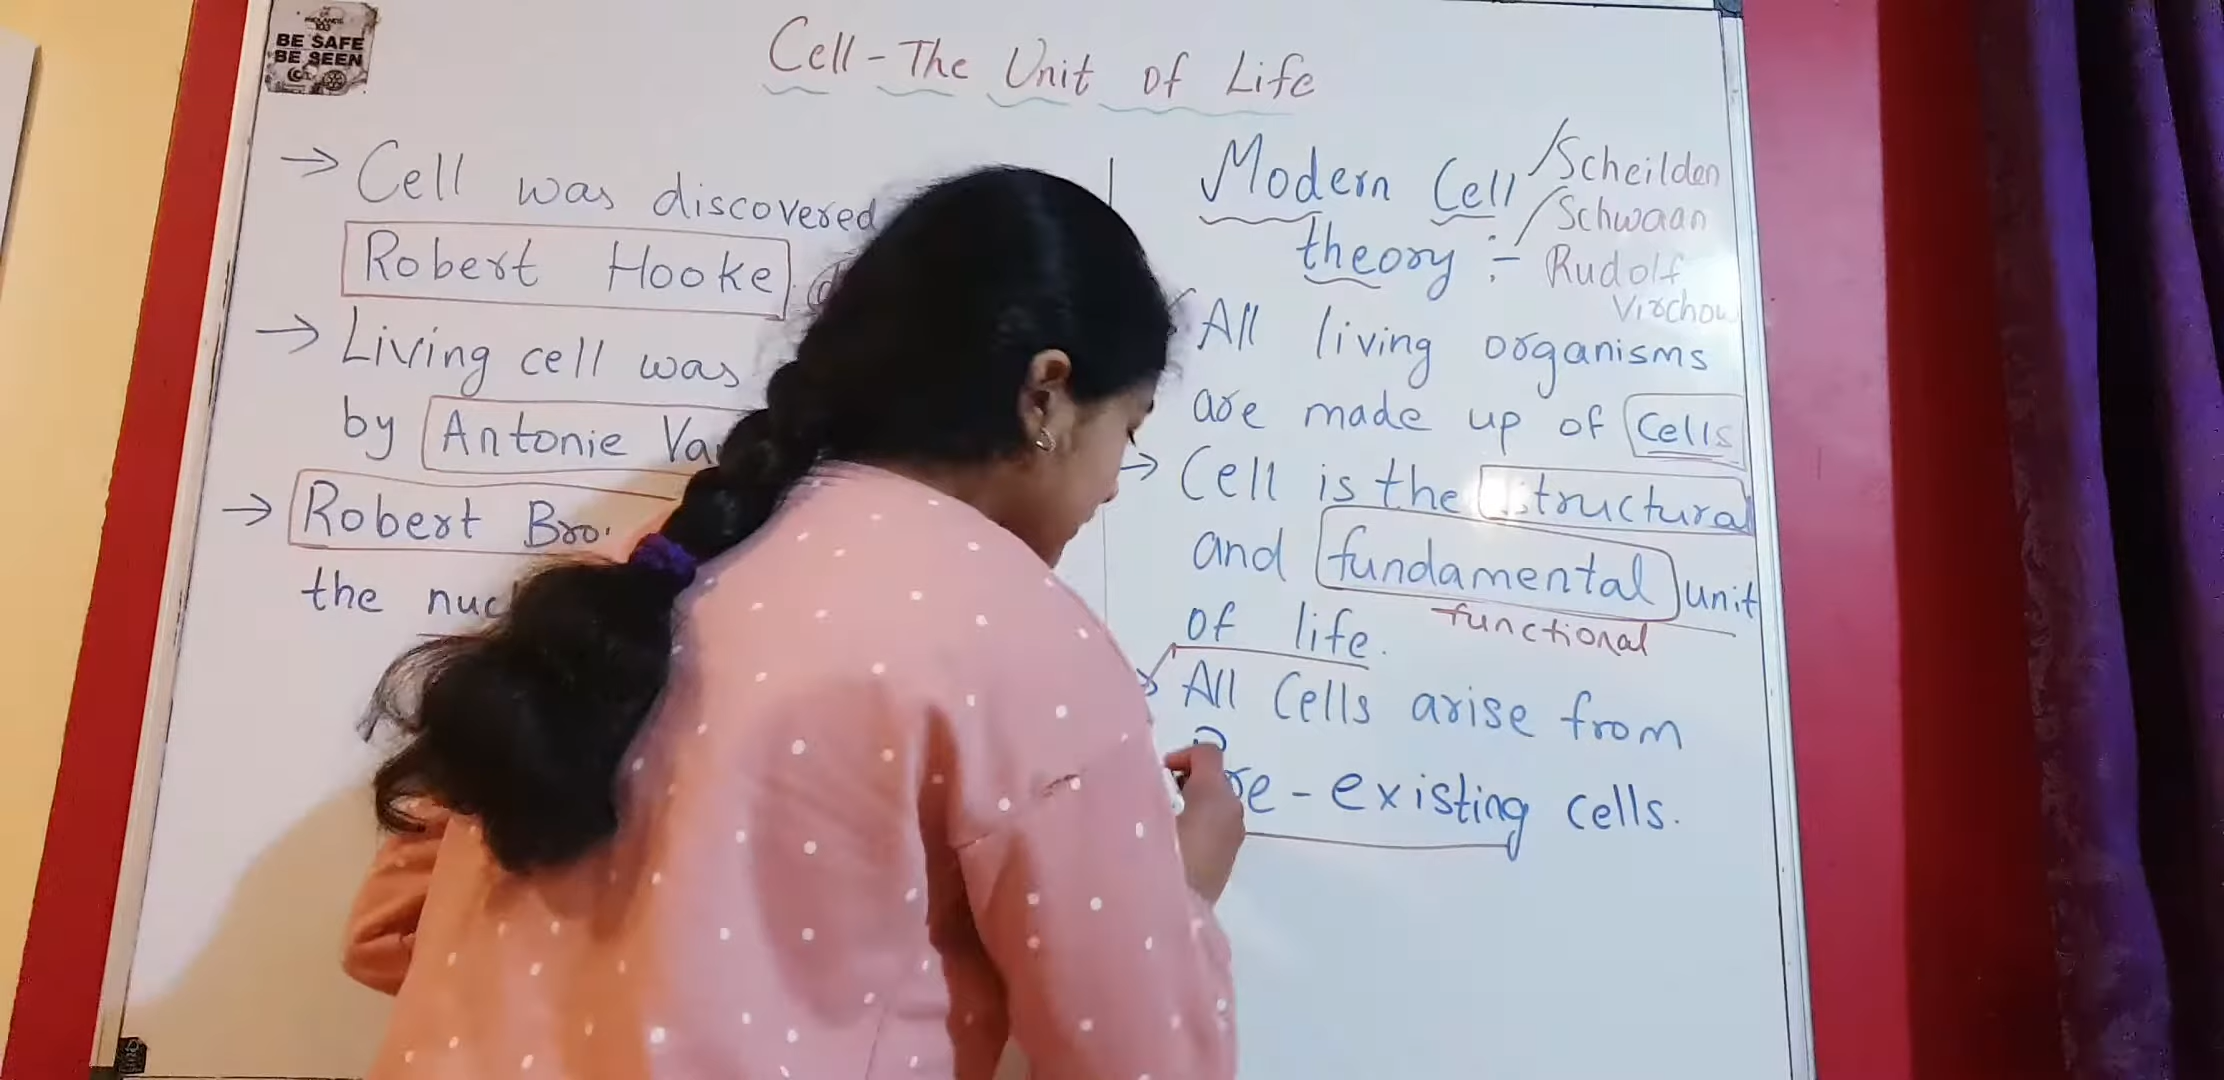 BE SAFE
BE SEEN
Cell - The Unit of Life
→ Cell was discovered
Robert Hooke
→ Living cell was
by Antonie
→ Robert
the
Modern Cell
theory :-
Scheilden
Schwaan
Rudolf
Virchow
All living organisms
are made up of Cells
→ Cell is the structural
and fundamental unit
functional
of life.
All Cells arise from
-existing cells.